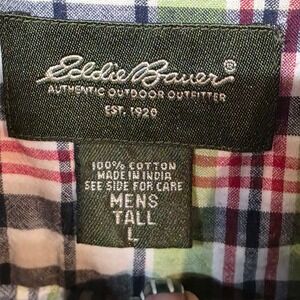 Eddie Bauer®
AUTHENTIC OUTDOOR OUTFITTER
EST. 1920
100% COTTON
MADE IN INDIA
SEE SIDE FOR CARE
MENS
TALL
L